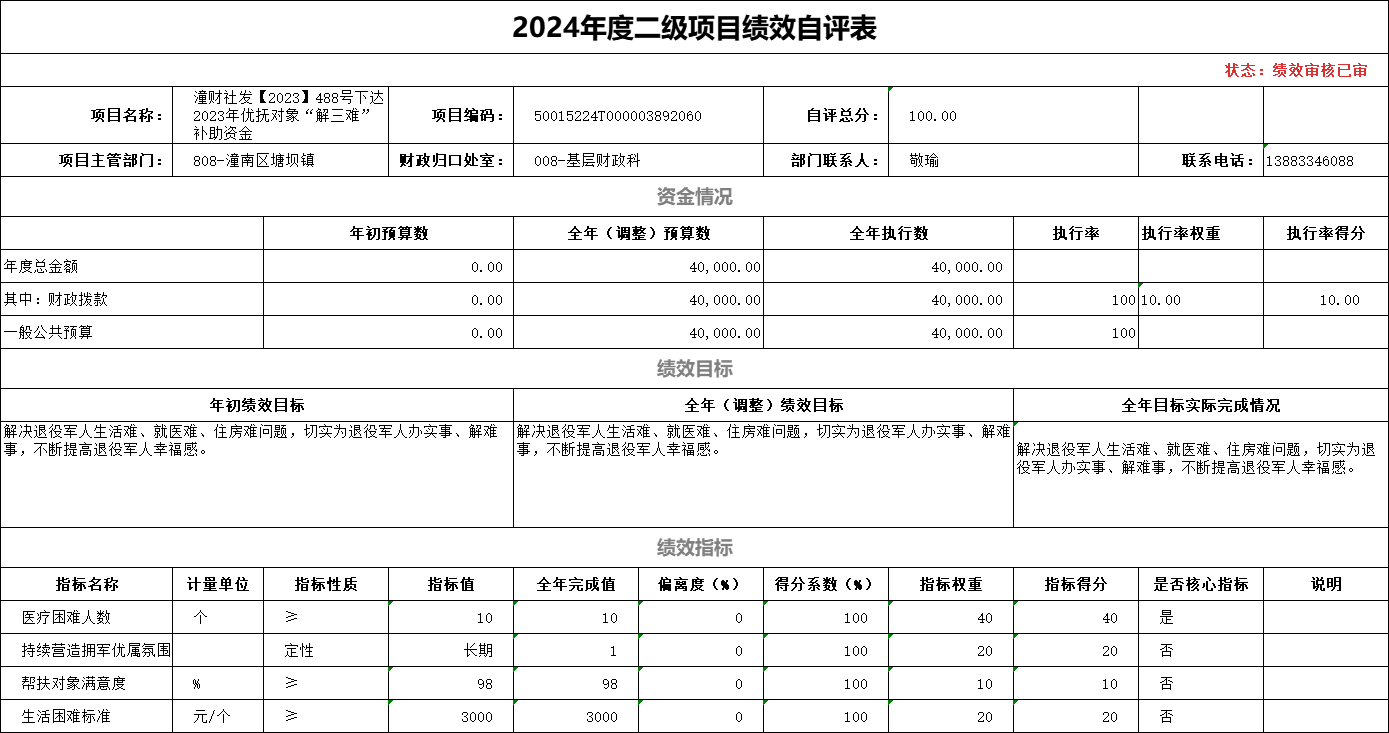 2024年度二级项目绩效自评表
状态：绩效审核已审
项目名称： 潼财社发【2023】488号下达2023年优抚对象“解三难”补助资金 项目编码： 50015224T000003892060 自评总分： 100.00
项目主管部门： 808-潼南区塘坝镇 财政归口处室： 008-基层财政科 部门联系人： 敬瑜 联系电话： 13883346088
资金情况
年初预算数 全年（调整）预算数 全年执行数 执行率 执行率权重 执行率得分
年度总金额 0.00 40,000.00 40,000.00
其中：财政拨款 0.00 40,000.00 40,000.00 100 10.00 10.00
一般公共预算 0.00 40,000.00 40,000.00 100
绩效目标
年初绩效目标 全年（调整）绩效目标 全年目标实际完成情况
解决退役军人生活难、就医难、住房难问题，切实为退役军人办实事、解难
事，不断提高退役军人幸福感。
解决退役军人生活难、就医难、住房难问题，切实为退役军人办实事、解难
事，不断提高退役军人幸福感。
解决退役军人生活难、就医难、住房难问题，切实为退
役军人办实事、解难事，不断提高退役军人幸福感。
绩效指标
指标名称 计量单位 指标性质 指标值 全年完成值 偏离度（%） 得分系数（%） 指标权重 指标得分 是否核心指标 说明
医疗困难人数 个 ≥ 10 10 0 100 40 40 是
持续营造拥军优属氛围 定性 长期 1 0 100 20 20 否
帮扶对象满意度 % ≥ 98 98 0 100 10 10 否
生活困难标准 元/个 ≥ 3000 3000 0 100 20 20 否